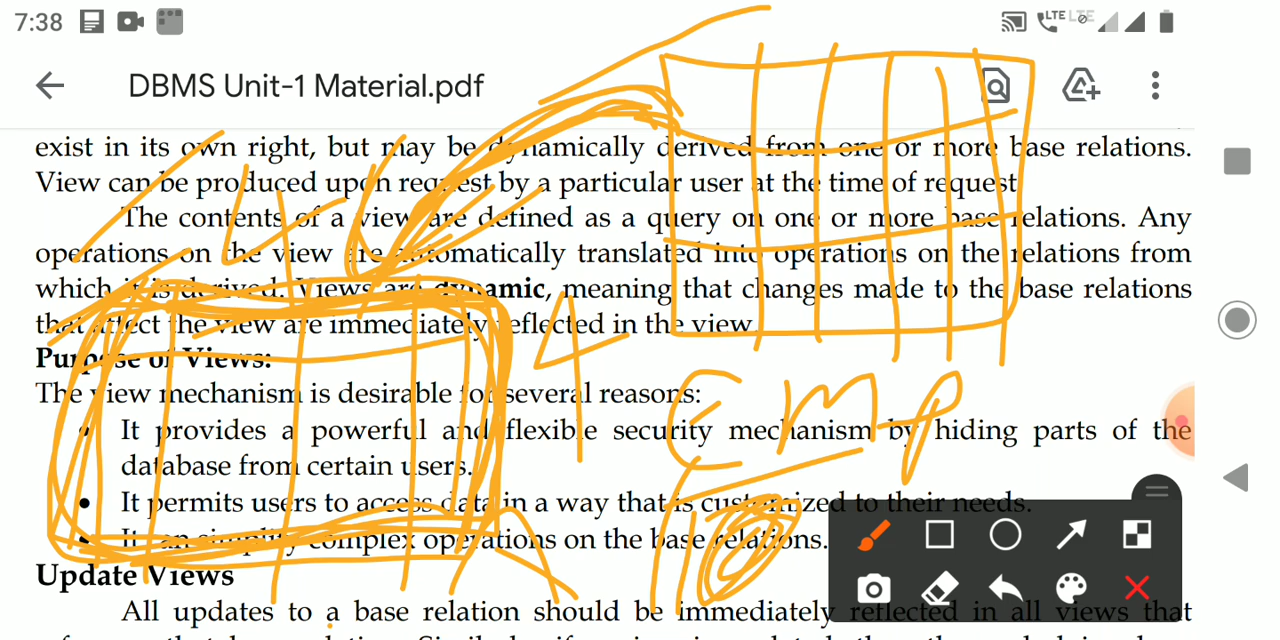 7:38 LTE LTE
DBMS Unit-1 Material.pdf
exist in its own right, but may be dynamically derived from one or more base relations.
View can be produced upon request by a particular user at the time of request
The contents of a view are defined as a query on one or more base relations. Any
operations on the view are automatically translated into operations on the relations from
which it is derived. Views are dynamic, meaning that changes made to the base relations
that affect the view are immediately reflected in the view.
Purpose of Views:
The view mechanism is desirable for several reasons:
It provides a powerful and flexible security mechanism by hiding parts of the
database from certain users.
Emp
• It permits users to access data in a way that is customized to their needs.
It can simplify complex operations on the base relations.
Update Views
All updates to a base relation should be immediately reflected in all views that